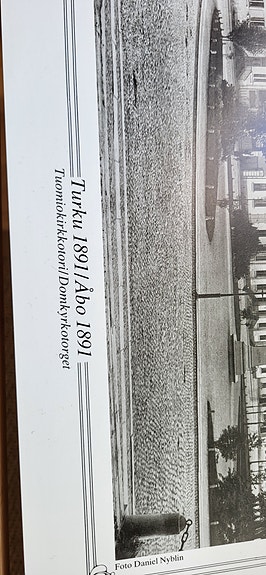 Turku 1891/Åbo 1891
Tuomiokirkkotori/Domkyrkotorget
Foto Daniel Nyblin